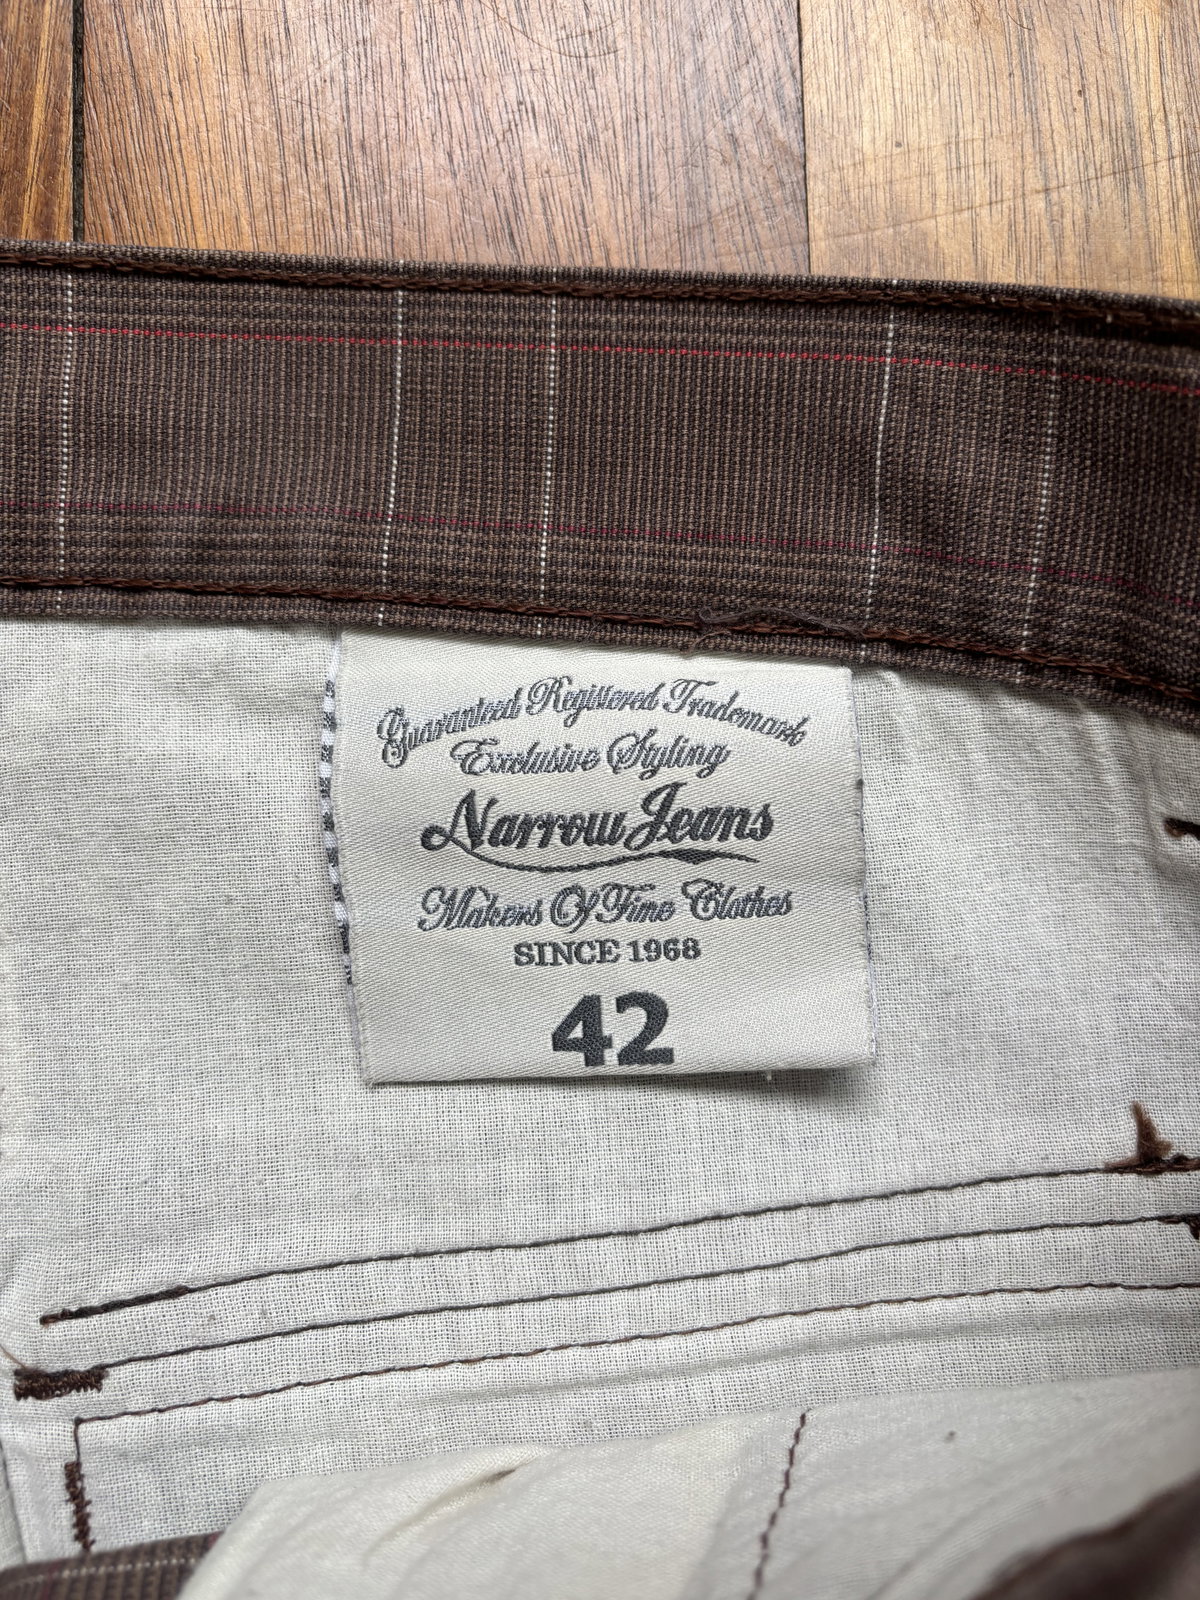 Guaranteed Registered Trademark
Exclusive Styling
Narrow Jeans
Makers Of Fine Clothes
SINCE 1968
42